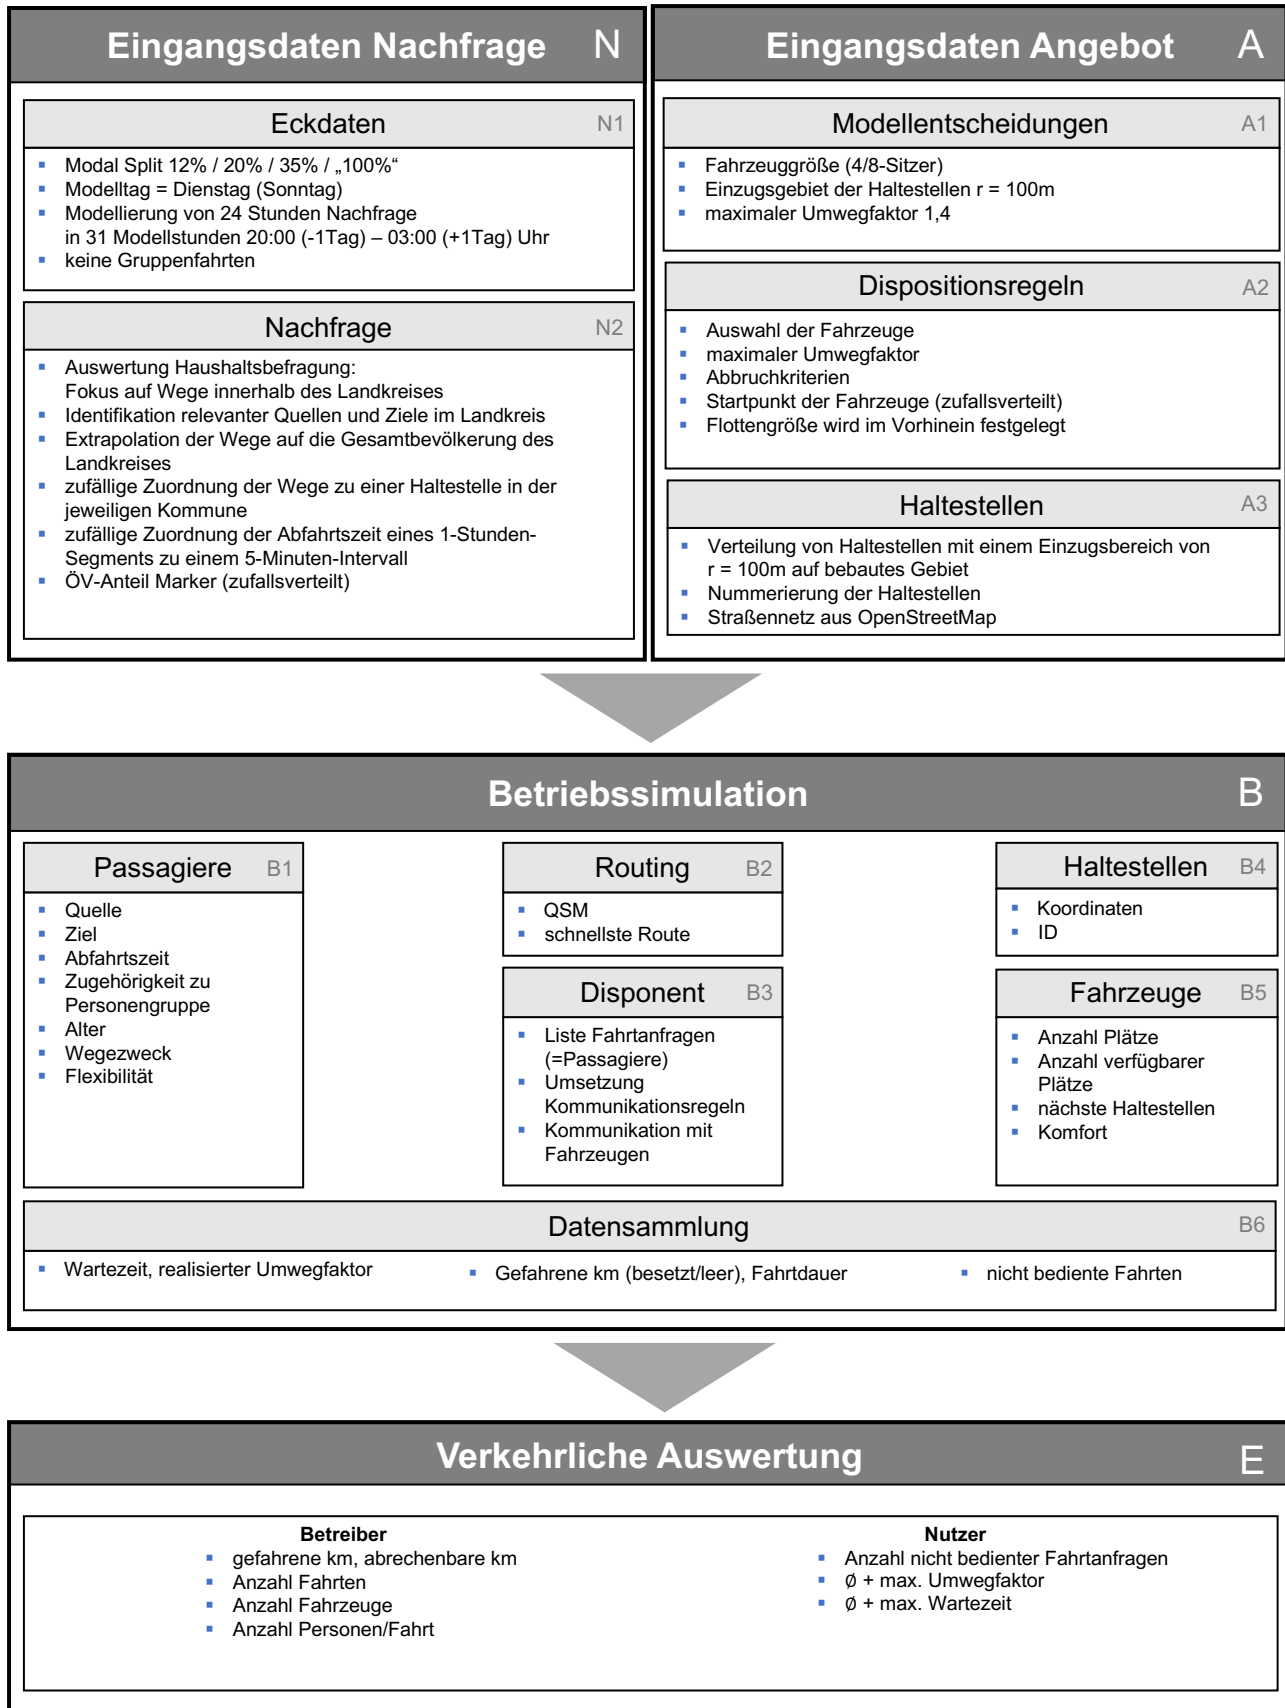 Eingangsdaten Nachfrage N
Eckdaten N1
▪ Modal Split 12% / 20% / 35% / „100%“
▪ Modelltag = Dienstag (Sonntag)
▪ Modellierung von 24 Stunden Nachfrage
in 31 Modellstunden 20:00 (-1Tag) – 03:00 (+1Tag) Uhr
▪ keine Gruppenfahrten
Nachfrage N2
▪ Auswertung Haushaltsbefragung:
Fokus auf Wege innerhalb des Landkreises
▪ Identifikation relevanter Quellen und Ziele im Landkreis
▪ Extrapolation der Wege auf die Gesamtbevölkerung des
Landkreises
▪ zufällige Zuordnung der Wege zu einer Haltestelle in der
jeweiligen Kommune
▪ zufällige Zuordnung der Abfahrtszeit eines 1-Stunden-
Segments zu einem 5-Minuten-Intervall
▪ ÖV-Anteil Marker (zufallsverteilt)
Eingangsdaten Angebot A
Modellentscheidungen A1
▪ Fahrzeuggröße (4/8-Sitzer)
▪ Einzugsgebiet der Haltestellen r = 100m
▪ maximaler Umwegfaktor 1,4
Dispositionsregeln A2
▪ Auswahl der Fahrzeuge
▪ maximaler Umwegfaktor
▪ Abbruchkriterien
▪ Startpunkt der Fahrzeuge (zufallsverteilt)
▪ Flottengröße wird im Vorhinein festgelegt
Haltestellen A3
▪ Verteilung von Haltestellen mit einem Einzugsbereich von
r = 100m auf bebautes Gebiet
▪ Nummerierung der Haltestellen
▪ Straßennetz aus OpenStreetMap
Betriebssimulation B
Passagiere B1
▪ Quelle
▪ Ziel
▪ Abfahrtszeit
▪ Zugehörigkeit zu
Personengruppe
▪ Alter
▪ Wegezweck
▪ Flexibilität
Routing B2
▪ QSM
▪ schnellste Route
Disponent B3
▪ Liste Fahrtanfragen
(=Passagiere)
▪ Umsetzung
Kommunikationsregeln
▪ Kommunikation mit
Fahrzeugen
Haltestellen B4
▪ Koordinaten
▪ ID
Fahrzeuge B5
▪ Anzahl Plätze
▪ Anzahl verfügbarer
Plätze
▪ nächste Haltestellen
▪ Komfort
Datensammlung B6
▪ Wartezeit, realisierter Umwegfaktor
▪ Gefahrene km (besetzt/leer), Fahrtdauer
▪ nicht bediente Fahrten
Verkehrliche Auswertung E
Betreiber
▪ gefahrene km, abrechenbare km
▪ Anzahl Fahrten
▪ Anzahl Fahrzeuge
▪ Anzahl Personen/Fahrt
Nutzer
▪ Anzahl nicht bedienter Fahrtanfragen
▪ ∅ + max. Umwegfaktor
▪ ∅ + max. Wartezeit